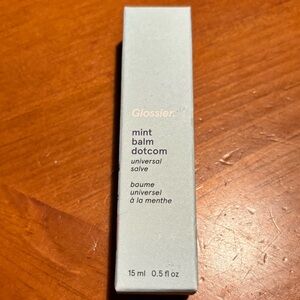 Glossier.
mint
balm
dotcom
universal
salve
baume
universel
à la menthe
15 ml 0.5 fl oz